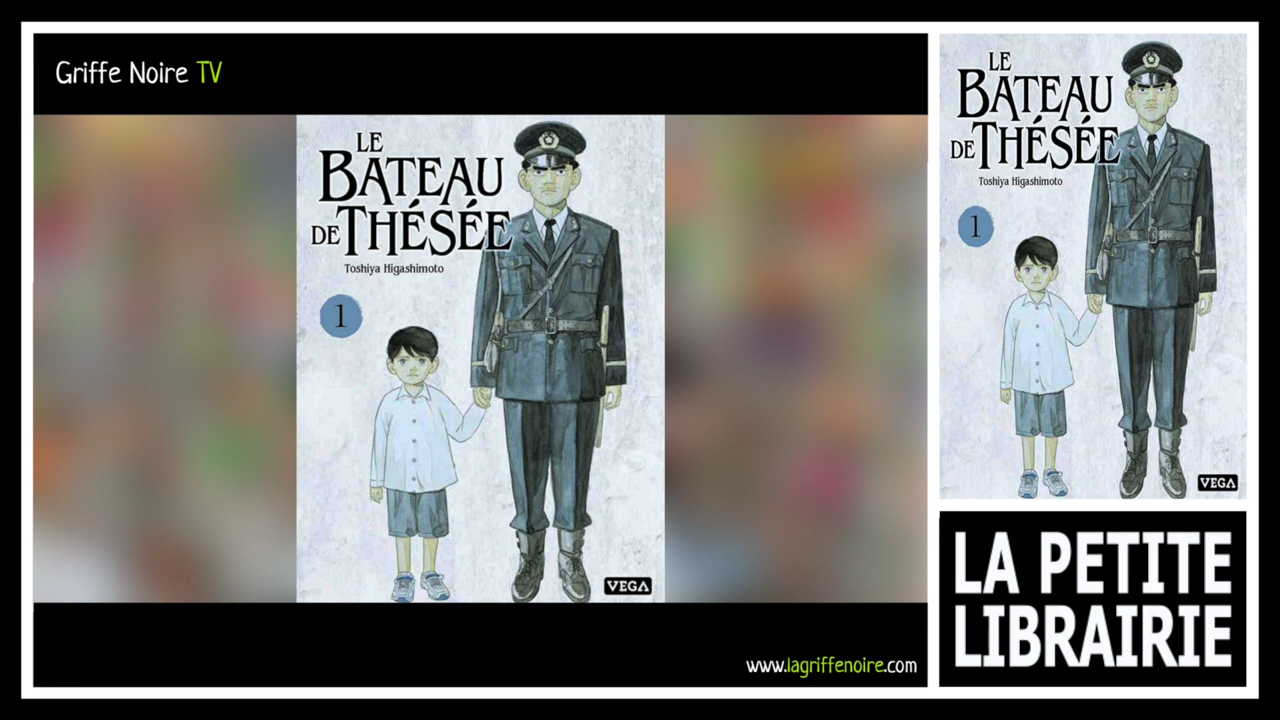 Griffe Noire TV
LE
BATEAU
DE THÉSÉE
Toshiya Higashimoto
1
VEGA
www.lagriffenoire.com
LE
BATEAU
DE THÉSÉE
Toshiya Higashimoto
1
VEGA
LA PETITE
LIBRAIRIE